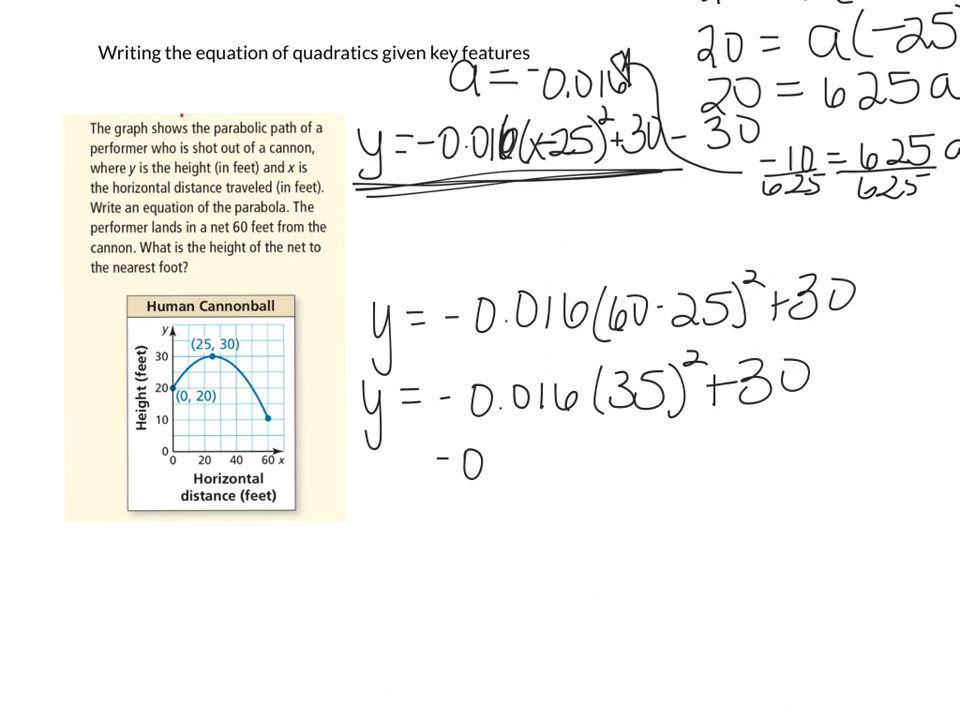 Writing the equation of quadratics given key features
20 = a(-25
a = -0.016
20 = 625a
y = -0.016(x-25)²+30
- 30
-10 = 625 a
625 625
The graph shows the parabolic path of a
performer who is shot out of a cannon,
where y is the height (in feet) and x is
the horizontal distance traveled (in feet).
Write an equation of the parabola. The
performer lands in a net 60 feet from the
cannon. What is the height of the net to
the nearest foot?
y = - 0.016(60-25)²+30
y = - 0.016(35)²+30
- 0
Human Cannonball
y
(25, 30)
30
20
(0, 20)
10
0
0 20 40 60 x
Height (feet)
Horizontal
distance (feet)